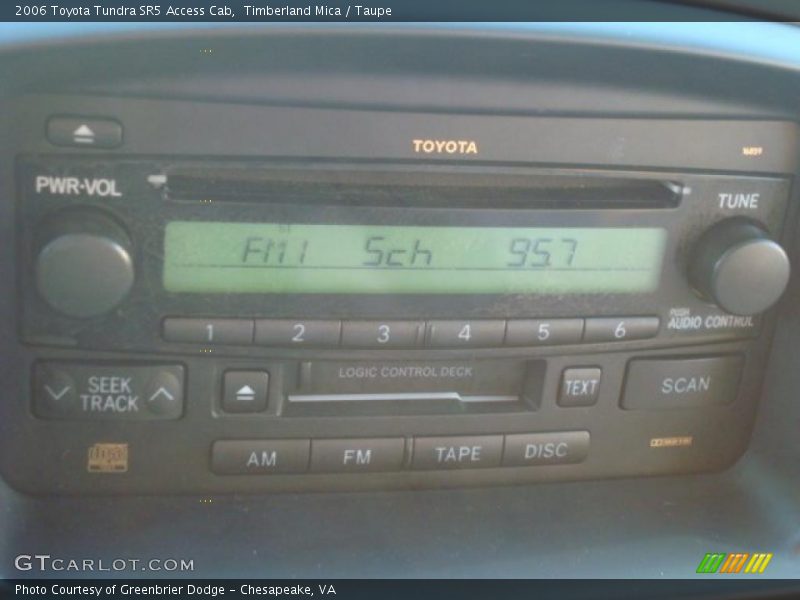 2006 Toyota Tundra SR5 Access Cab,  Timberland Mica / Taupe
TOYOTA
PWR·VOL
TUNE
FM1 5ch 957
PUSH
AUDIO CONTROL
1 2 3 4 5 6
LOGIC CONTROL DECK
SEEK
TRACK
TEXT
SCAN
AM FM TAPE DISC
GTCARLOT.COM
Photo Courtesy of Greenbrier Dodge - Chesapeake, VA